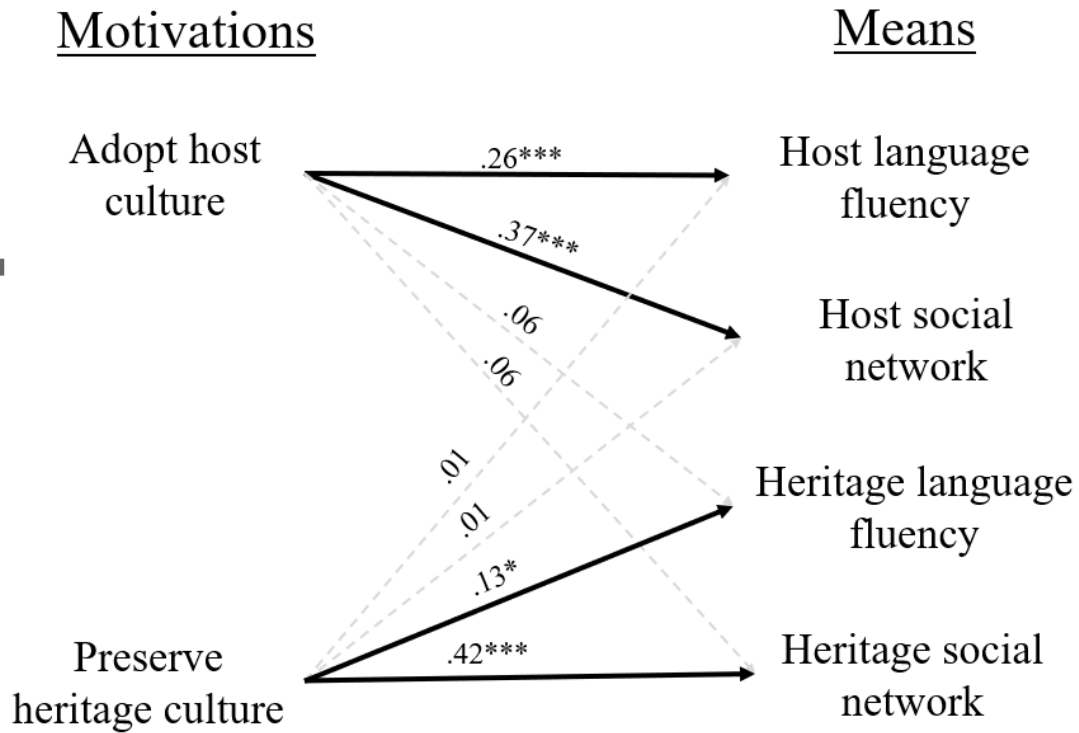 Motivations
Means
Adopt host
culture
Host language
fluency
.26***
.37***
Host social
network
.06
.06
.01
.01
Heritage language
fluency
.13*
.42***
Preserve
heritage culture
Heritage social
network